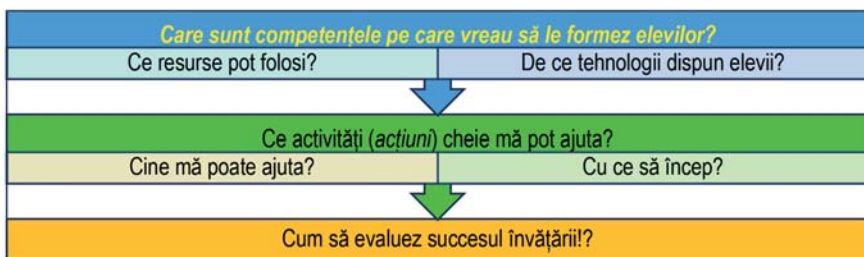 Care sunt competențele pe care vreau să le formez elevilor?
Ce resurse pot folosi?
De ce tehnologii dispun elevii?
Ce activități (acțiuni) cheie mă pot ajuta?
Cine mă poate ajuta?
Cu ce să încep?
Cum să evaluez succesul învățării!?